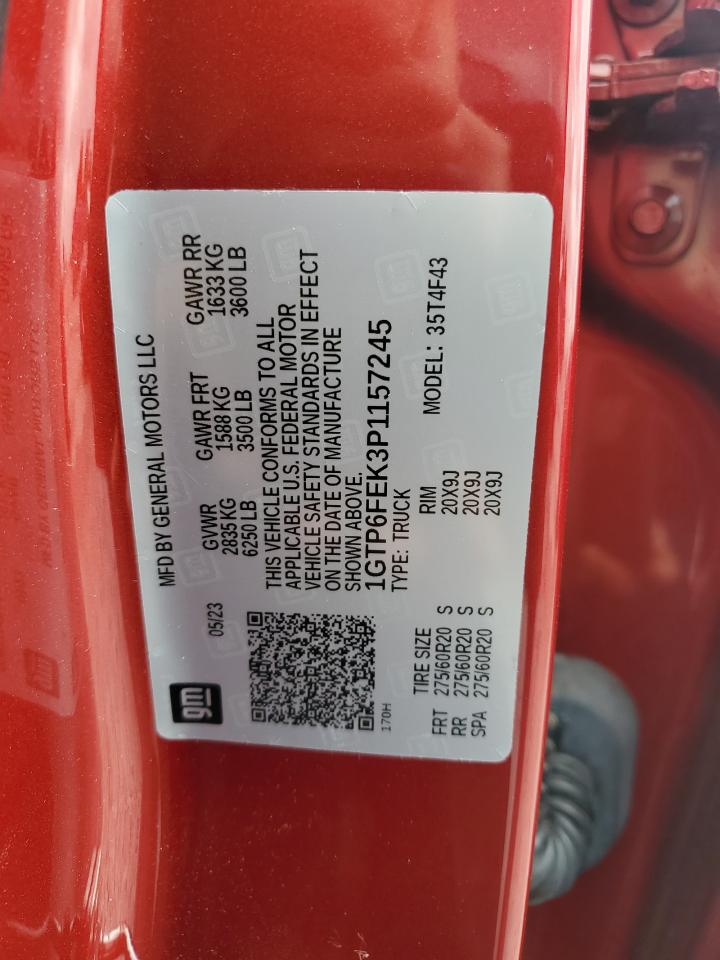 gm
05/23
MFD BY GENERAL MOTORS LLC
GVWR GAWR FRT GAWR RR
2835 KG 1588 KG 1633 KG
6250 LB 3500 LB 3600 LB
THIS VEHICLE CONFORMS TO ALL
APPLICABLE U.S. FEDERAL MOTOR
VEHICLE SAFETY STANDARDS IN EFFECT
ON THE DATE OF MANUFACTURE
SHOWN ABOVE.
1GTP6FEK3P1157245
TYPE: TRUCK
170H
MODEL: 35T4F43
TIRE SIZE RIM
FRT 275/60R20 S 20X9J
RR 275/60R20 S 20X9J
SPA 275/60R20 S 20X9J